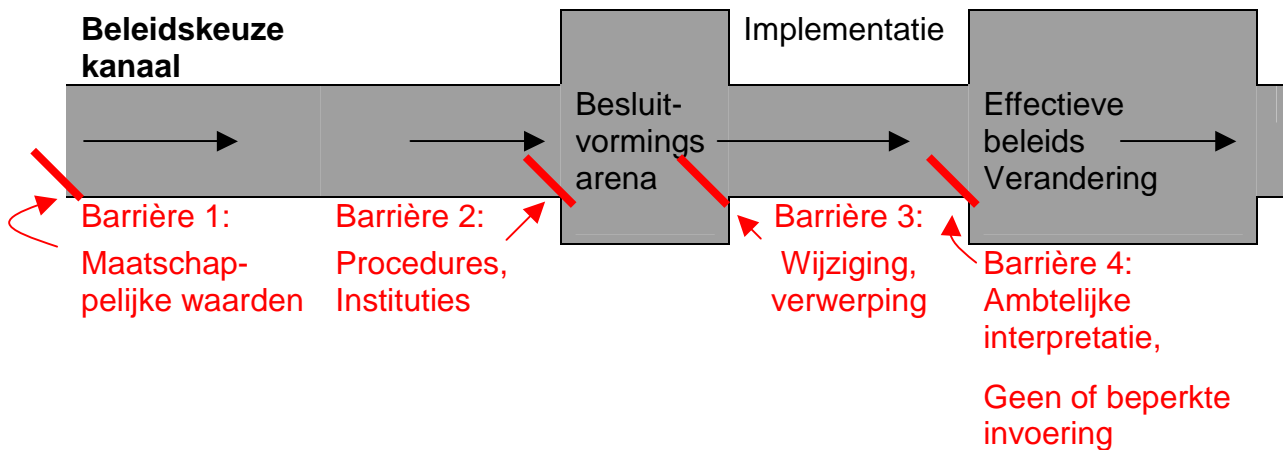 Beleidskeuze
kanaal
Implementatie
Besluit-
vormings
arena
Effectieve
beleids
Verandering
Barrière 1:
Maatschap-
pelijke waarden
Barrière 2:
Procedures,
Instituties
Barrière 3:
Wijziging,
verwerping
Barrière 4:
Ambtelijke
interpretatie,
Geen of beperkte
invoering